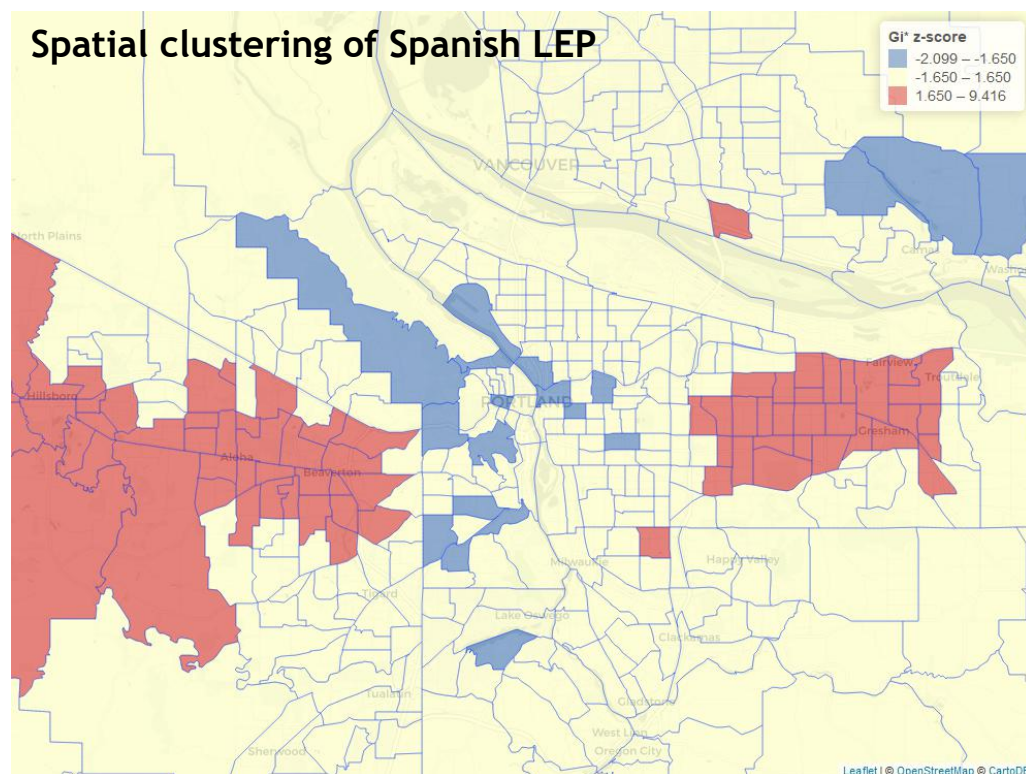 Spatial clustering of Spanish LEP
Gi* z-score
-2.099 – -1.650
-1.650 – 1.650
1.650 – 9.416
VANCOUVER
North Plains
Camas
Fairview
Troutdale
Hillsboro
PORTLAND
Gresham
Aloha
Beaverton
Milwaukie
Happy Valley
Tigard
Lake Oswego
Clackamas
Tualatin
Gladstone
West Linn
Sherwood
Oregon City
Leaflet | © OpenStreetMap © CartoDB